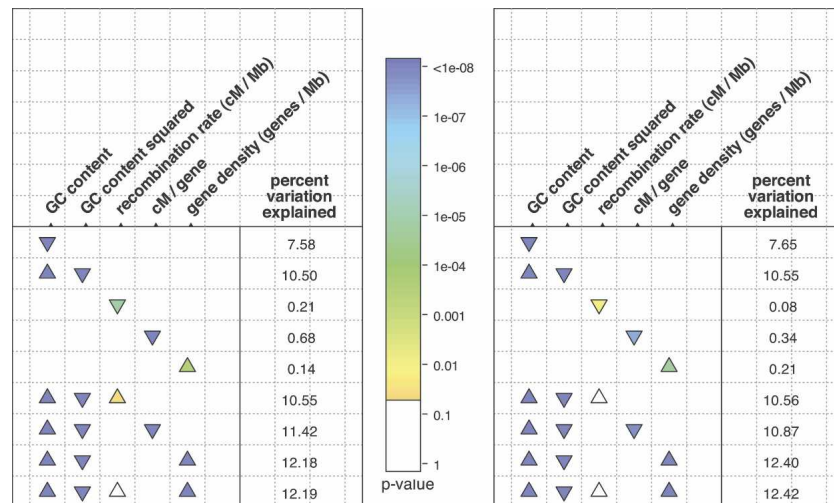 GC content
GC content squared
recombination rate (cM / Mb)
cM / gene
gene density (genes / Mb)
percent
variation
explained
7.58
10.50
0.21
0.68
0.14
10.55
11.42
12.18
12.19
<1e-08
1e-07
1e-06
1e-05
1e-04
0.001
0.01
0.1
1
p-value
GC content
GC content squared
recombination rate (cM / Mb)
cM / gene
gene density (genes / Mb)
percent
variation
explained
7.65
10.55
0.08
0.34
0.21
10.56
10.87
12.40
12.42